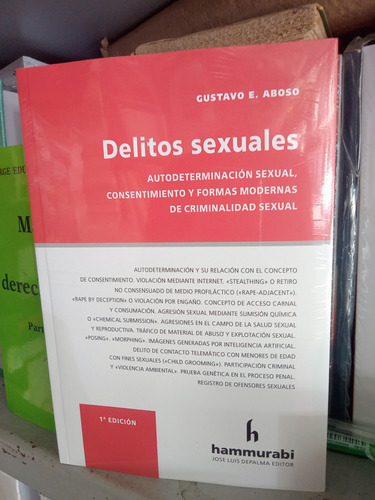 GUSTAVO E. ABOSO
Delitos sexuales
AUTODETERMINACIÓN SEXUAL,
CONSENTIMIENTO Y FORMAS MODERNAS
DE CRIMINALIDAD SEXUAL
AUTODETERMINACIÓN Y SU RELACIÓN CON EL CONCEPTO
DE CONSENTIMIENTO. VIOLACIÓN MEDIANTE INTERNET. «STEALTHING» O RETIRO
NO CONSENSUADO DE MEDIO PROFILÁCTICO («RAPE-ADJACENT»).
«RAPE BY DECEPTION» O VIOLACIÓN POR ENGAÑO. CONCEPTO DE ACCESO CARNAL
Y CONSUMACIÓN. AGRESIÓN SEXUAL MEDIANTE SUMISIÓN QUÍMICA
O «CHEMICAL SUBMISSION». AGRESIONES EN EL CAMPO DE LA SALUD SEXUAL
Y REPRODUCTIVA. TRÁFICO DE MATERIAL DE ABUSO Y EXPLOTACIÓN SEXUAL.
«POSING». «MORPHING». IMÁGENES GENERADAS POR INTELIGENCIA ARTIFICIAL.
DELITO DE CONTACTO TELEMÁTICO CON MENORES DE EDAD
CON FINES SEXUALES («CHILD GROOMING»). PARTICIPACIÓN CRIMINAL
Y «VIOLENCIA AMBIENTAL». PRUEBA GENÉTICA EN EL PROCESO PENAL.
REGISTRO DE OFENSORES SEXUALES
1ª EDICIÓN
h
hammurabi
JOSE LUIS DEPALMA EDITOR
RGE EDU
M
derec
Par